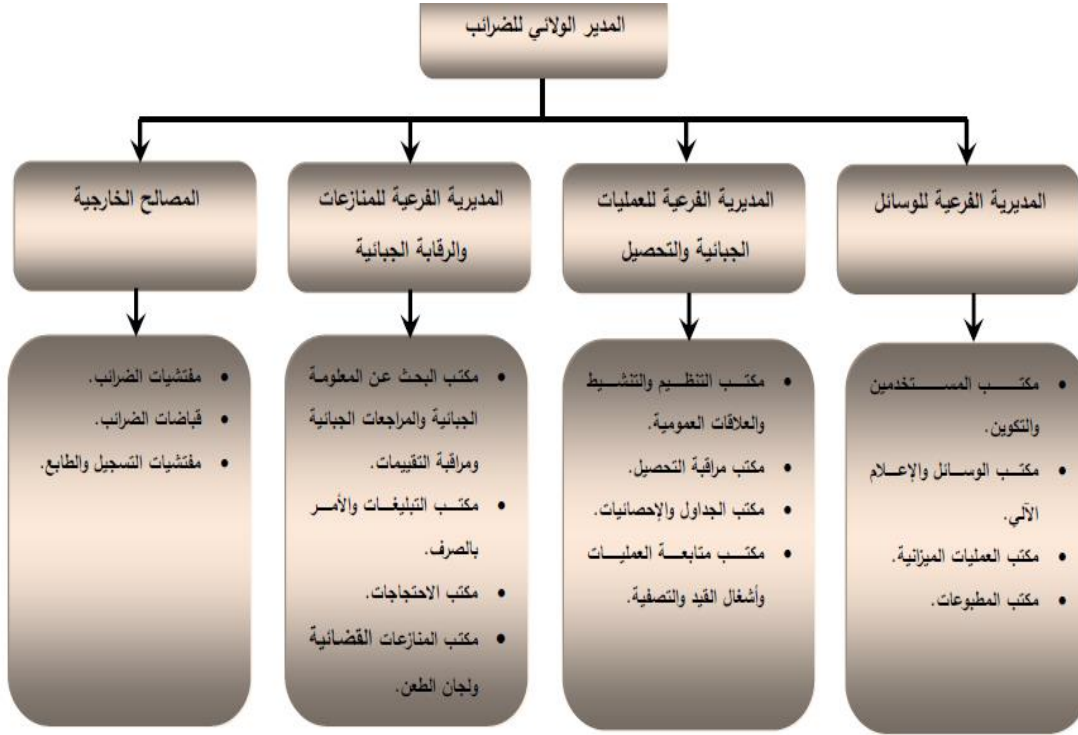 المدير الولائي للضرائب
المديرية الفرعية للوسائل
المديرية الفرعية للعمليات
الجبائية والتحصيل
المديرية الفرعية للمنازعات
والرقابة الجبائية
المصالح الخارجية
• مكتب المستخدمين
والتكوين.
• مكتب الوسائل والإعلام
الآلي.
• مكتب العمليات الميزانية.
• مكتب المطبوعات.
• مكتب التنظيم والتنشيط
والعلاقات العمومية.
• مكتب مراقبة التحصيل.
• مكتب الجداول والإحصائيات.
• مكتب متابعة العمليات
وأشغال القيد والتصفية.
• مكتب البحث عن المعلومة
الجبائية والمراجعات الجبائية
ومراقبة التقييمات.
• مكتب التبليغات والأمر
بالصرف.
• مكتب الاحتجاجات.
• مكتب المنازعات القضائية
ولجان الطعن.
• مفتشيات الضرائب.
• قباضات الضرائب.
• مفتشيات التسجيل والطابع.